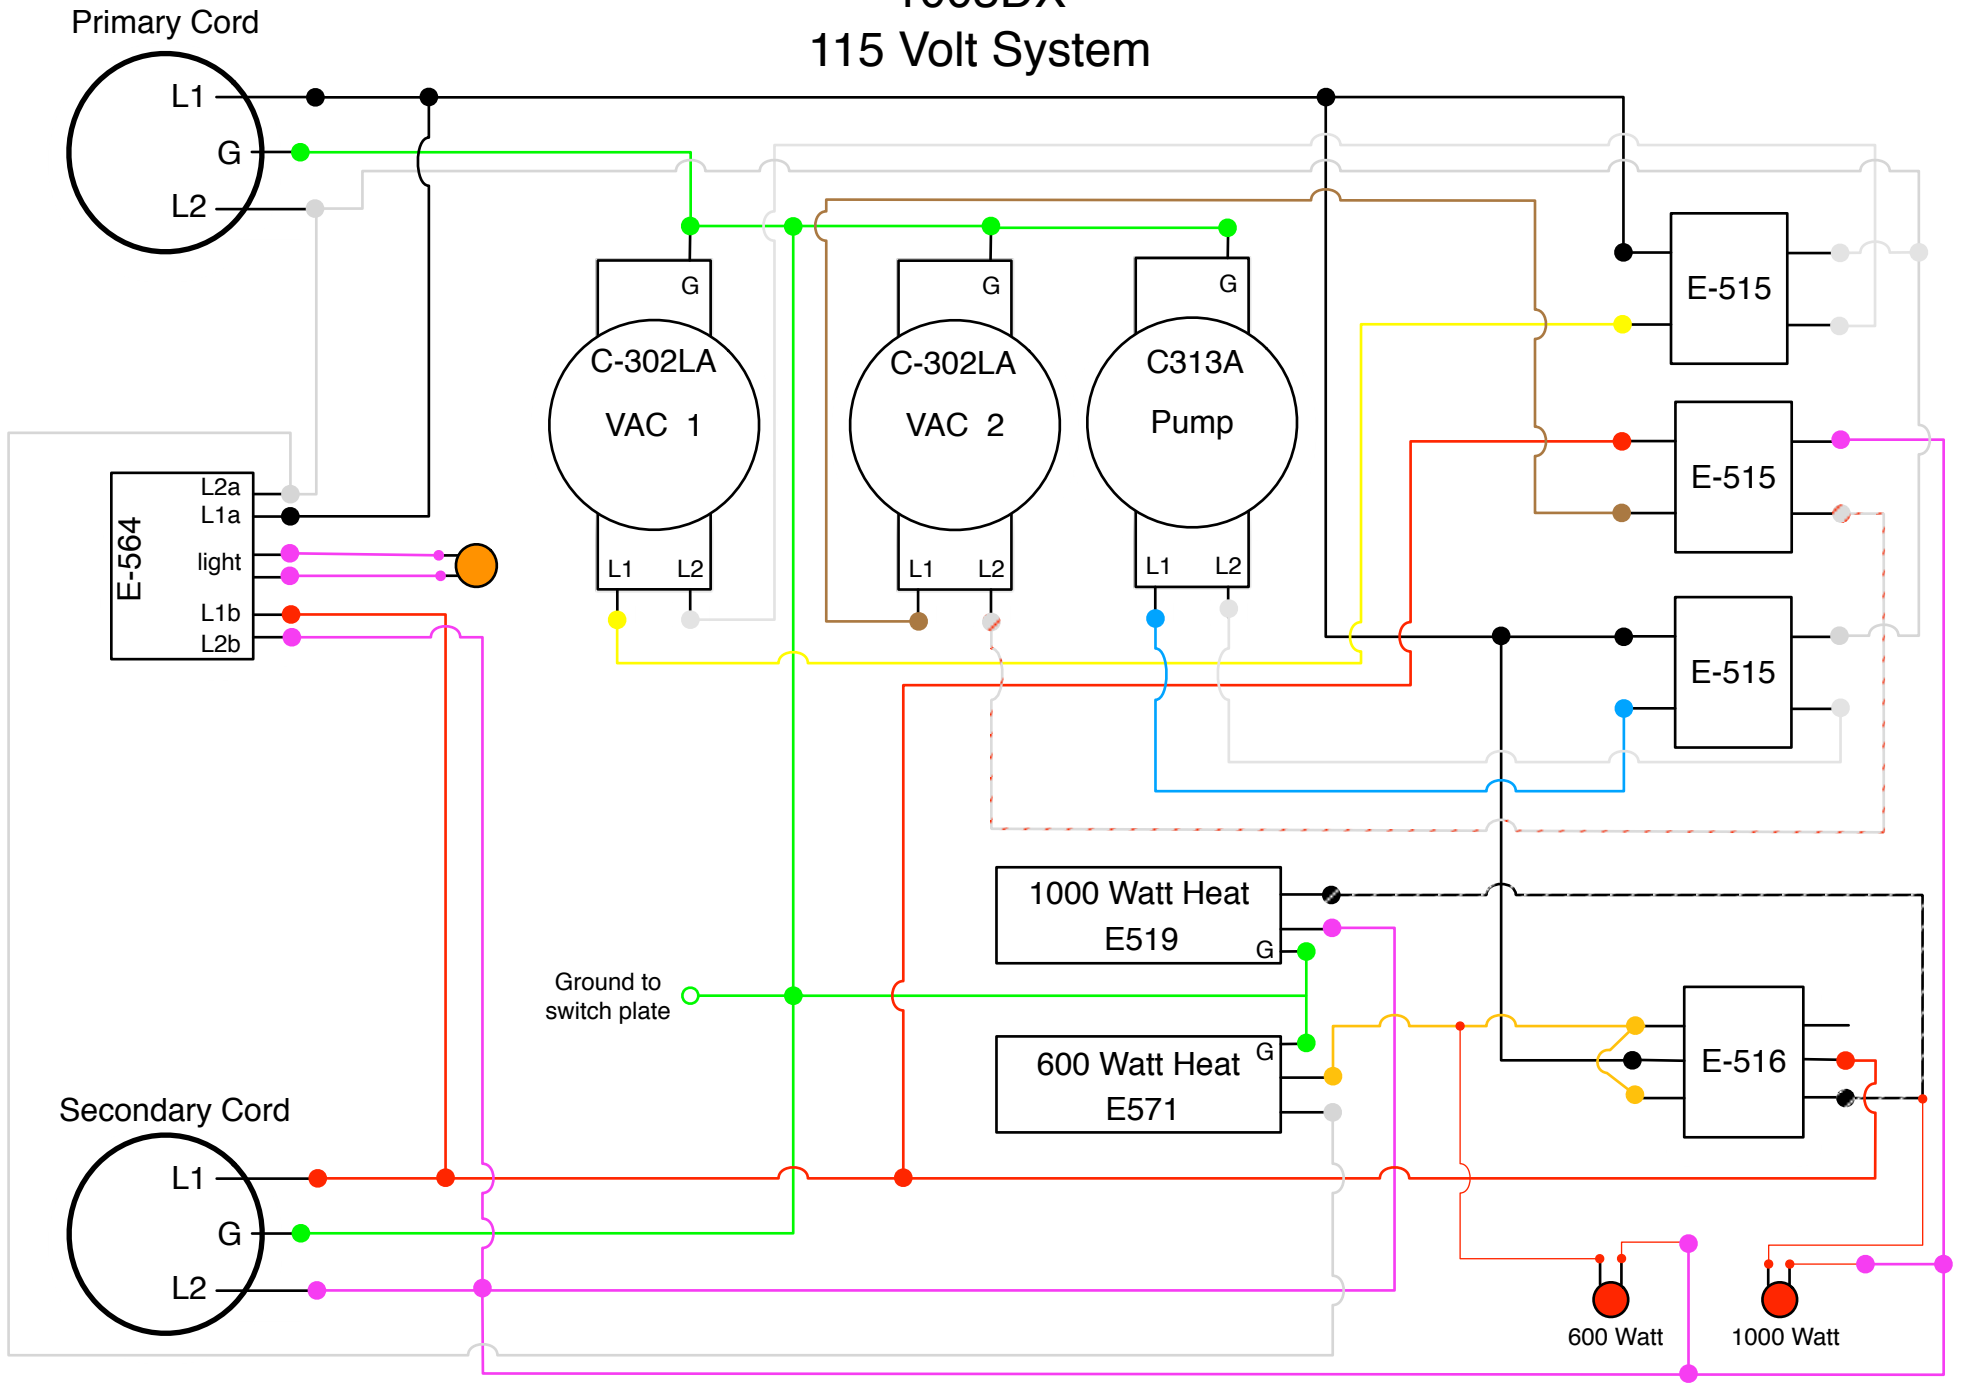 Primary Cord
115 Volt System
L1
G
L2
G
G
G
E-515
C-302LA
C-302LA
C313A
VAC 1
VAC 2
Pump
E-515
L2a
L1a
E-564
light
L1b
L2b
L1
L2
L1
L2
L1
L2
E-515
1000 Watt Heat
E519
G
Ground to
switch plate
G
600 Watt Heat
E571
E-516
Secondary Cord
L1
G
L2
600 Watt
1000 Watt